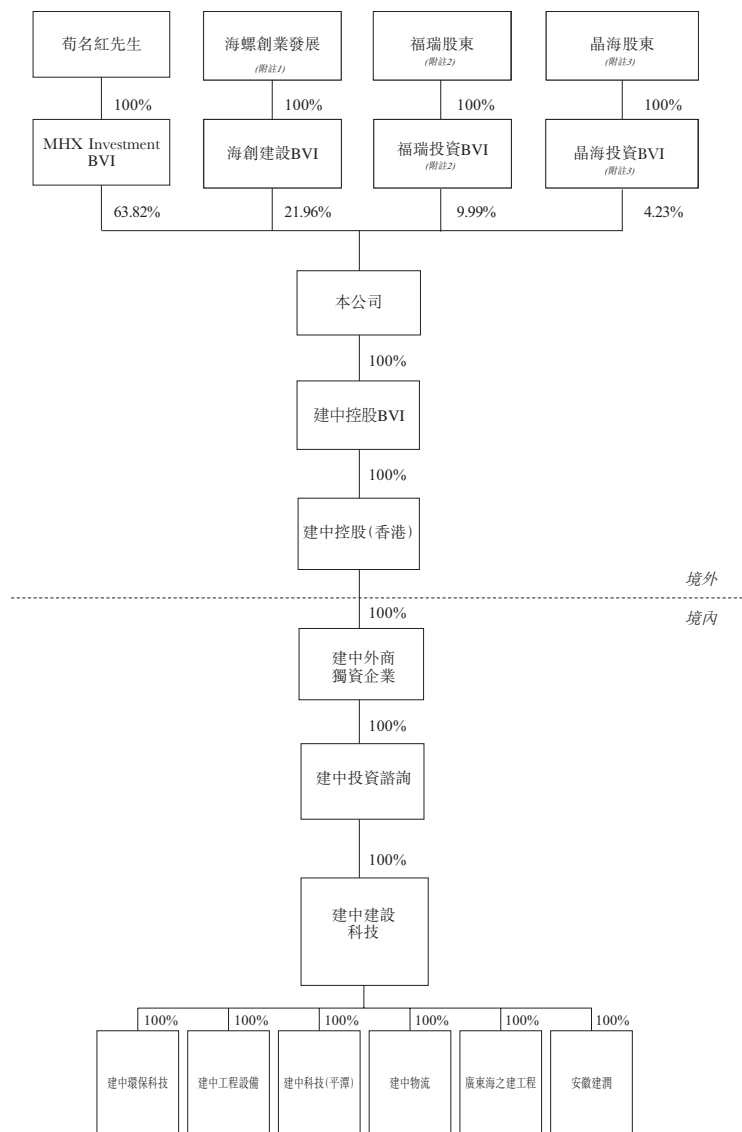 荀名紅先生
海螺創業發展
(附註1)
福瑞股東
(附註2)
晶海股東
(附註3)
100%
100%
100%
100%
MHX Investment
BVI
海創建設BVI
福瑞投資BVI
(附註2)
晶海投資BVI
(附註3)
63.82%
21.96%
9.99%
4.23%
本公司
100%
建中控股BVI
100%
建中控股(香港)
境外
100%
境內
建中外商
獨資企業
100%
建中投資諮詢
100%
建中建設
科技
100%
100%
100%
100%
100%
100%
建中環保科技
建中工程設備
建中科技(平潭)
建中物流
廣東海之建工程
安徽建潤